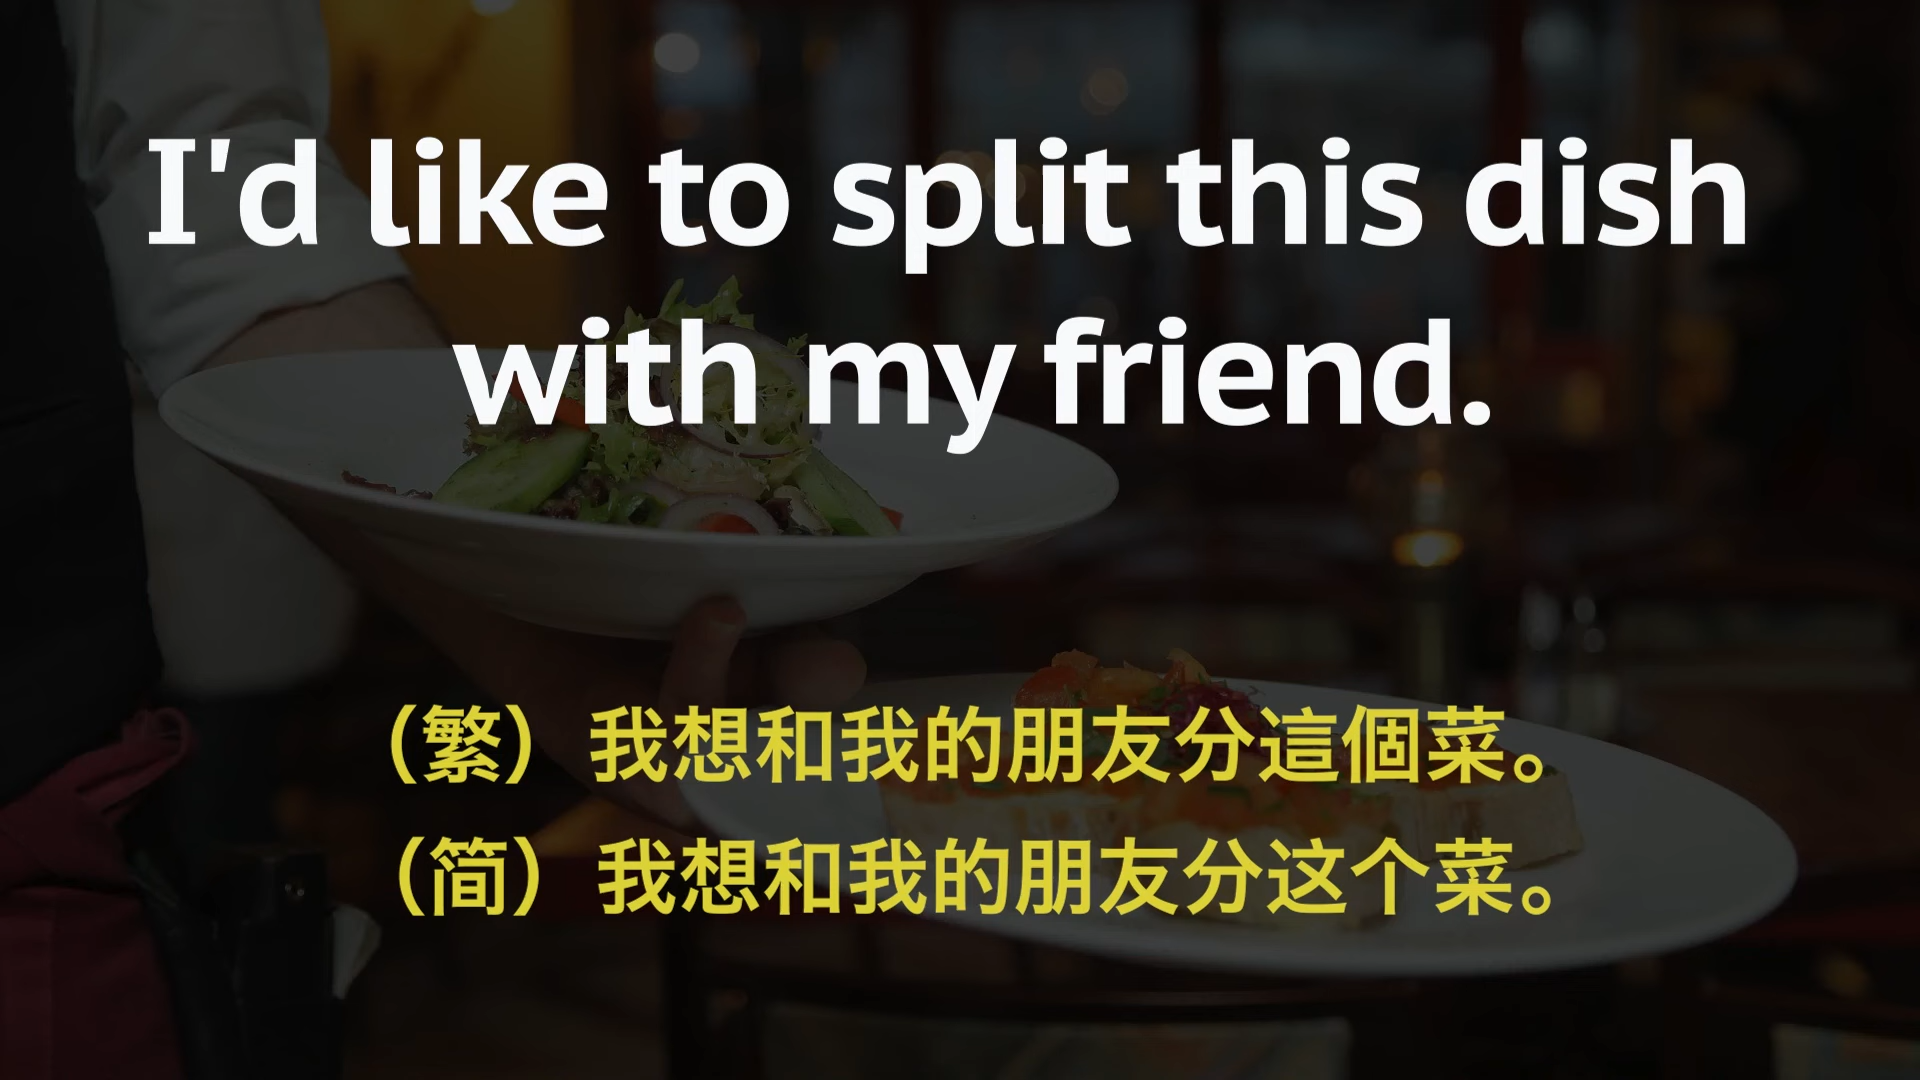 I'd like to split this dish
with my friend.
（繁） 我想和我的朋友分這個菜。
（简） 我想和我的朋友分这个菜。